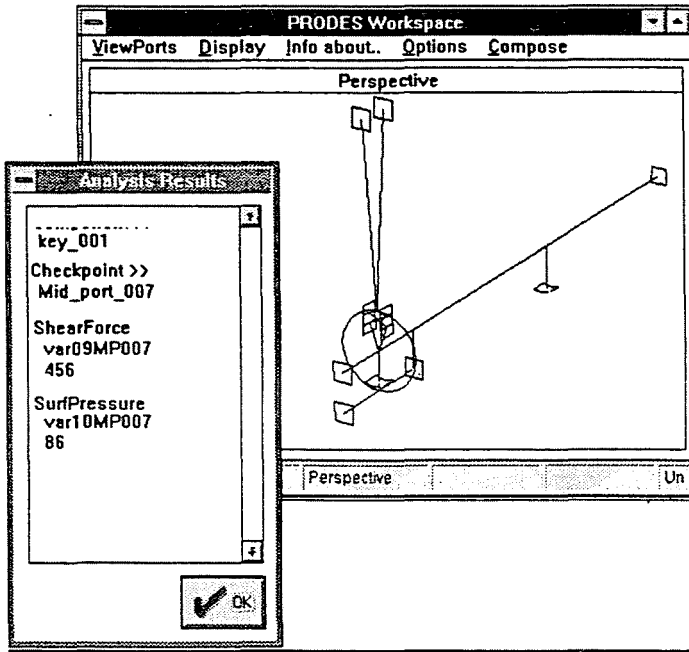 PRODES Workspace
ViewPorts Display Info about.. Options Compose
Perspective
Analysis Results
key_001
Checkpoint >>
Mid_port_007
ShearForce
var09MP007
456
SurfPressure
var10MP007
86
OK
Perspective
Un